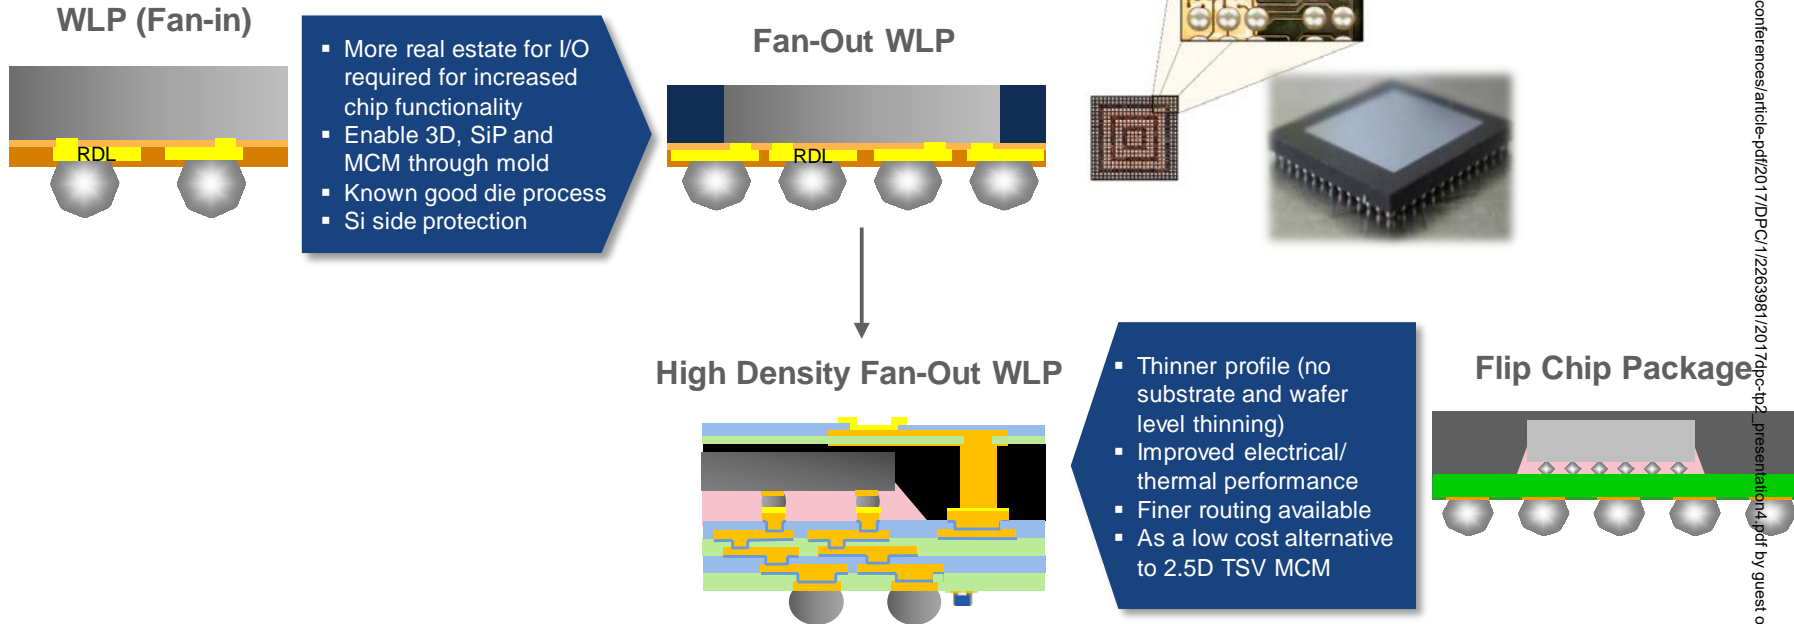 WLP (Fan-in)
▪ More real estate for I/O
required for increased
chip functionality
▪ Enable 3D, SiP and
MCM through mold
▪ Known good die process
▪ Si side protection
Fan-Out WLP
RDL
RDL
High Density Fan-Out WLP
▪ Thinner profile (no
substrate and wafer
level thinning)
▪ Improved electrical/
thermal performance
▪ Finer routing available
▪ As a low cost alternative
to 2.5D TSV MCM
Flip Chip Package
conferences/article-pdf/2017/DPC/1/2263981/2017dpc-tp2_presentation4.pdf by guest o